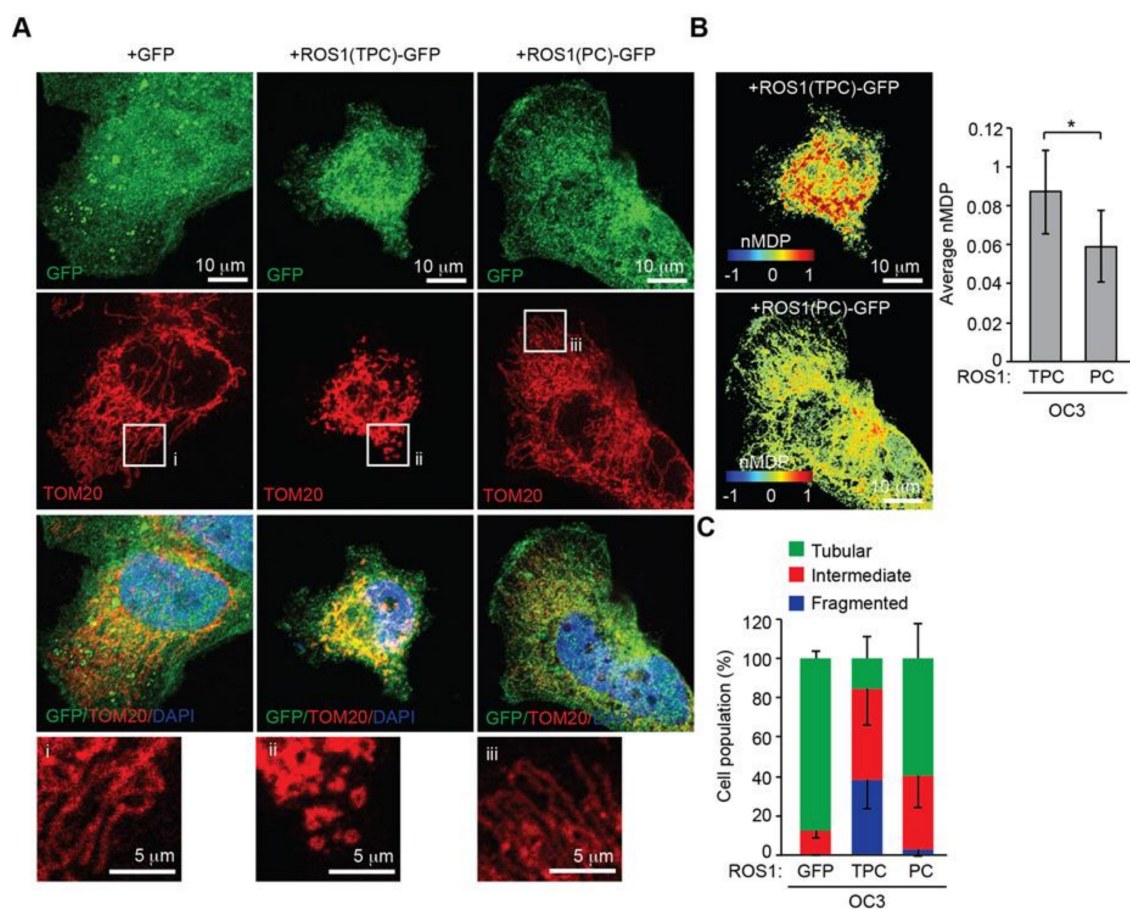 A
+GFP
+ROS1(TPC)-GFP
+ROS1(PC)-GFP
GFP
10 μm
GFP
10 μm
GFP
10 μm
TOM20
i
TOM20
ii
TOM20
iii
GFP/TOM20/DAPI
GFP/TOM20/DAPI
GFP/TOM20/DAPI
i
5 μm
ii
5 μm
iii
5 μm
B
+ROS1(TPC)-GFP
nMDP
-1 0 1
10 μm
+ROS1(PC)-GFP
nMDP
-1 0 1
10 μm
*
Average nMDP
0.12
1
0.08
0.06
0.04
0.02
0
ROS1: TPC PC
OC3
C
Tubular
Intermediate
Fragmented
Cell population (%)
120
100
80
60
40
20
0
ROS1: GFP TPC PC
OC3